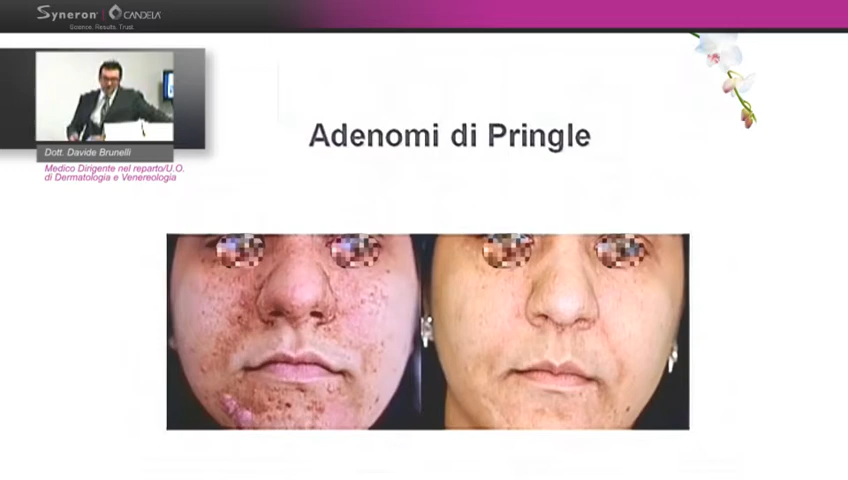 Syneron CANDELA
Science. Results. Trust.
Dott. Davide Brunelli
Medico Dirigente nel reparto/U.O.
di Dermatologia e Venereologia
Adenomi di Pringle